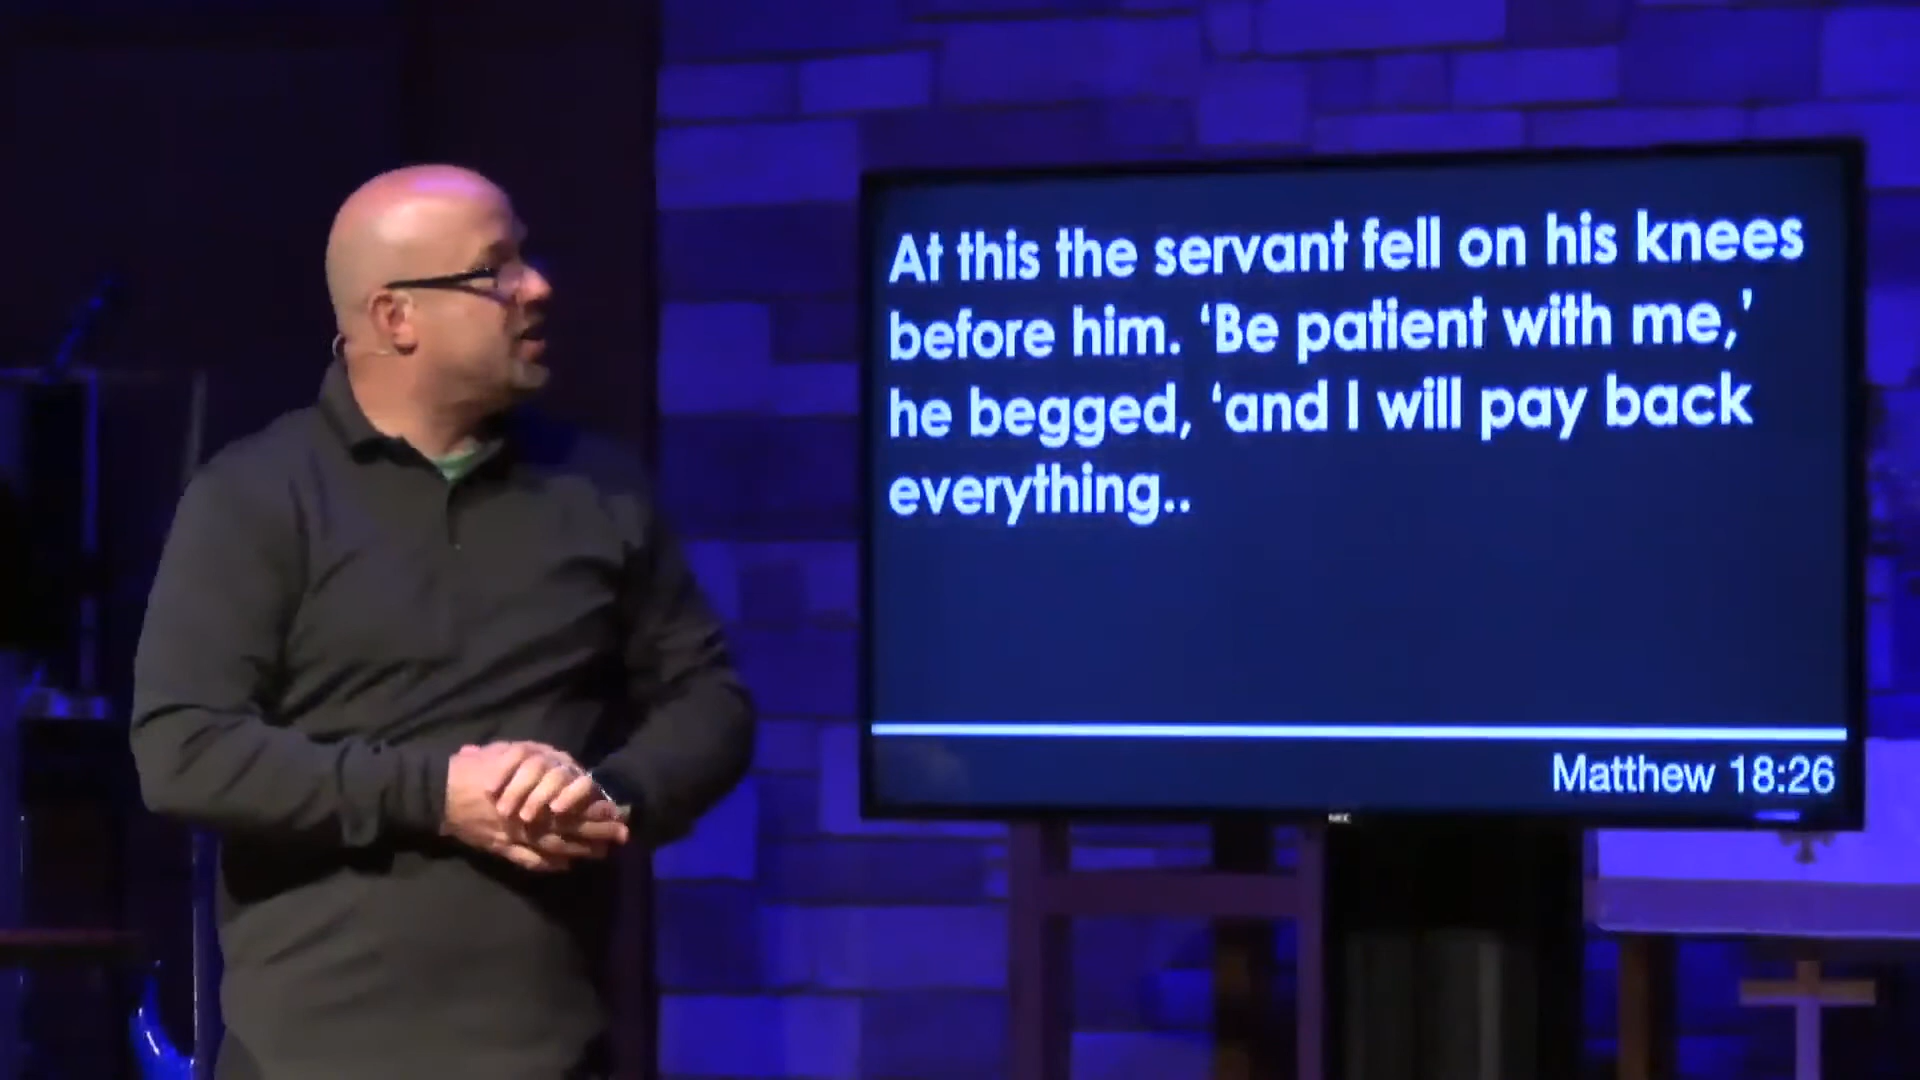 At this the servant fell on his knees
before him. ‘Be patient with me,’
he begged, ‘and I will pay back
everything..
Matthew 18:26
NEC